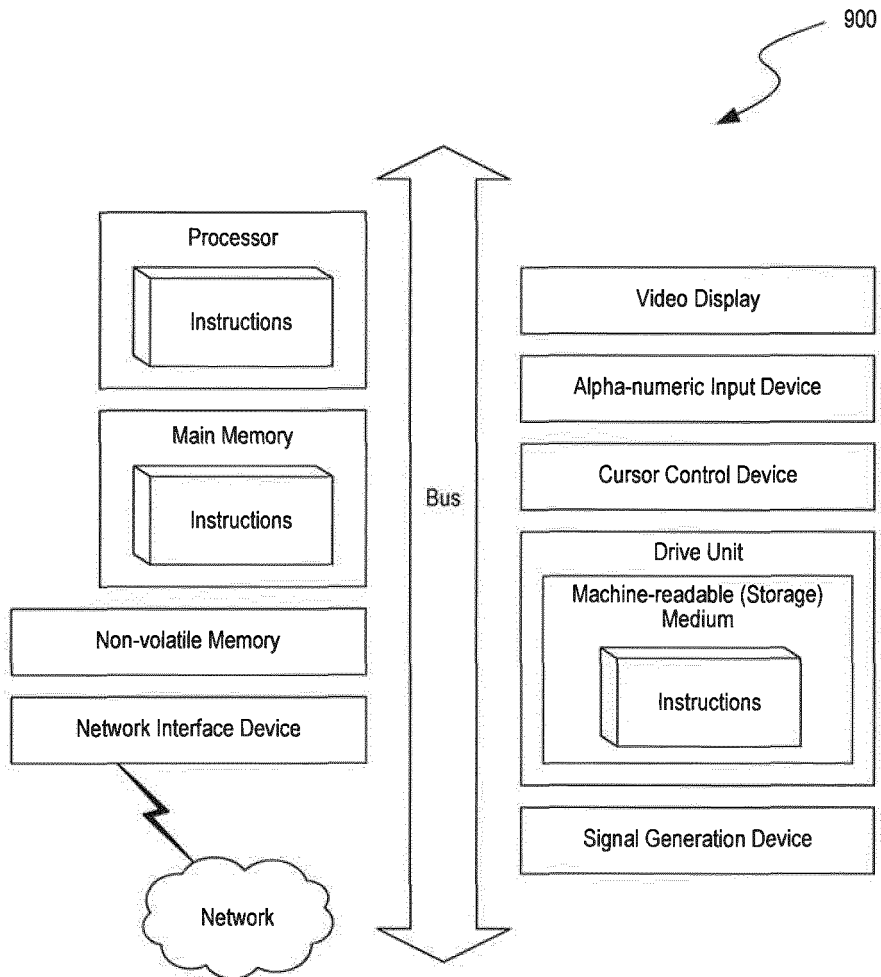 900
Processor
Instructions
Main Memory
Instructions
Non-volatile Memory
Network Interface Device
Network
Bus
Video Display
Alpha-numeric Input Device
Cursor Control Device
Drive Unit
Machine-readable (Storage)
Medium
Instructions
Signal Generation Device